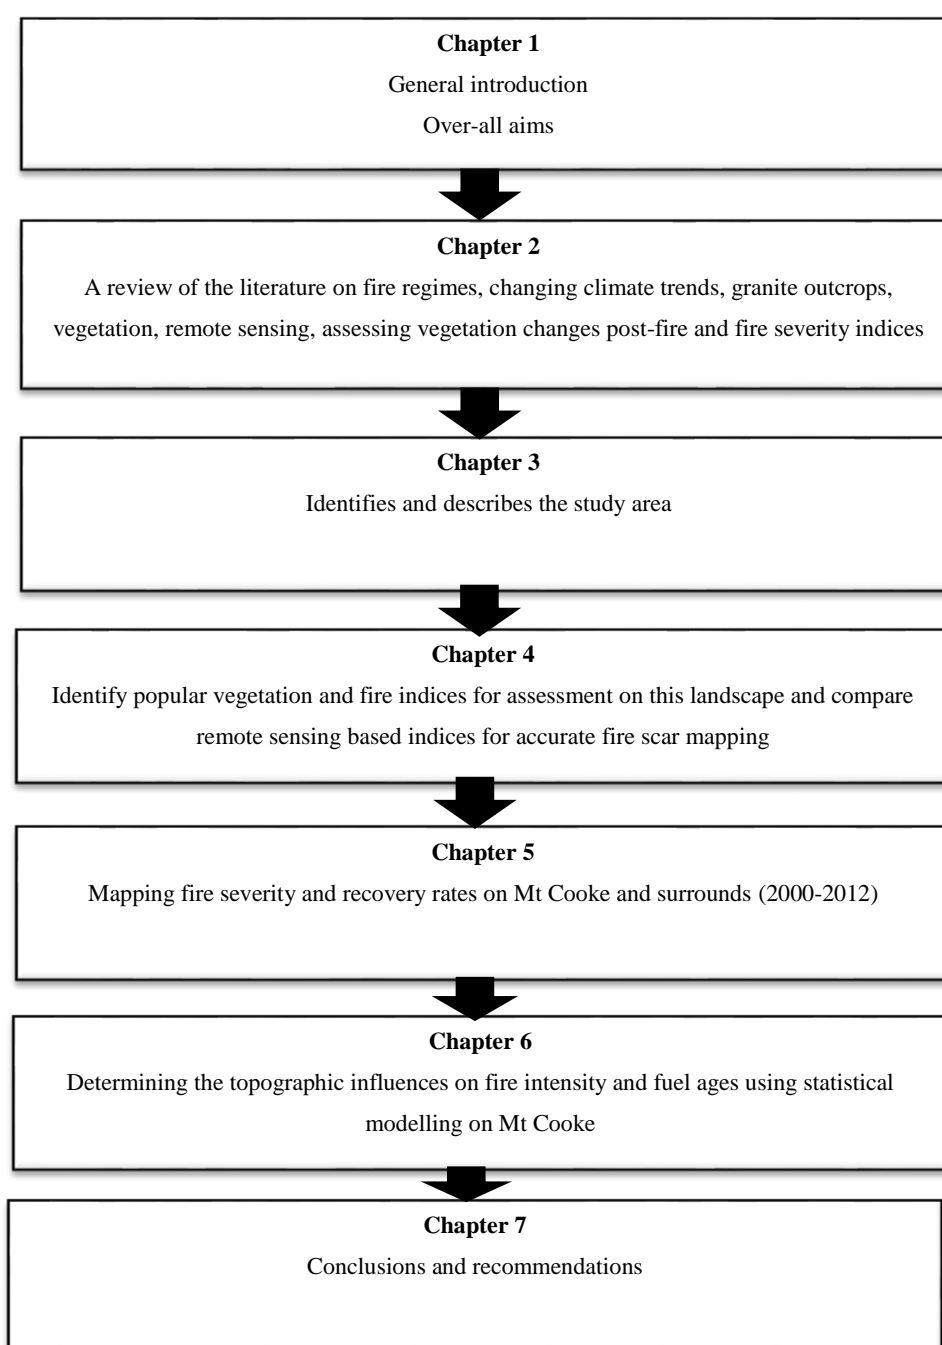 Chapter 1
General introduction
Over-all aims
Chapter 2
A review of the literature on fire regimes, changing climate trends, granite outcrops,
vegetation, remote sensing, assessing vegetation changes post-fire and fire severity indices
Chapter 3
Identifies and describes the study area
Chapter 4
Identify popular vegetation and fire indices for assessment on this landscape and compare
remote sensing based indices for accurate fire scar mapping
Chapter 5
Mapping fire severity and recovery rates on Mt Cooke and surrounds (2000-2012)
Chapter 6
Determining the topographic influences on fire intensity and fuel ages using statistical
modelling on Mt Cooke
Chapter 7
Conclusions and recommendations